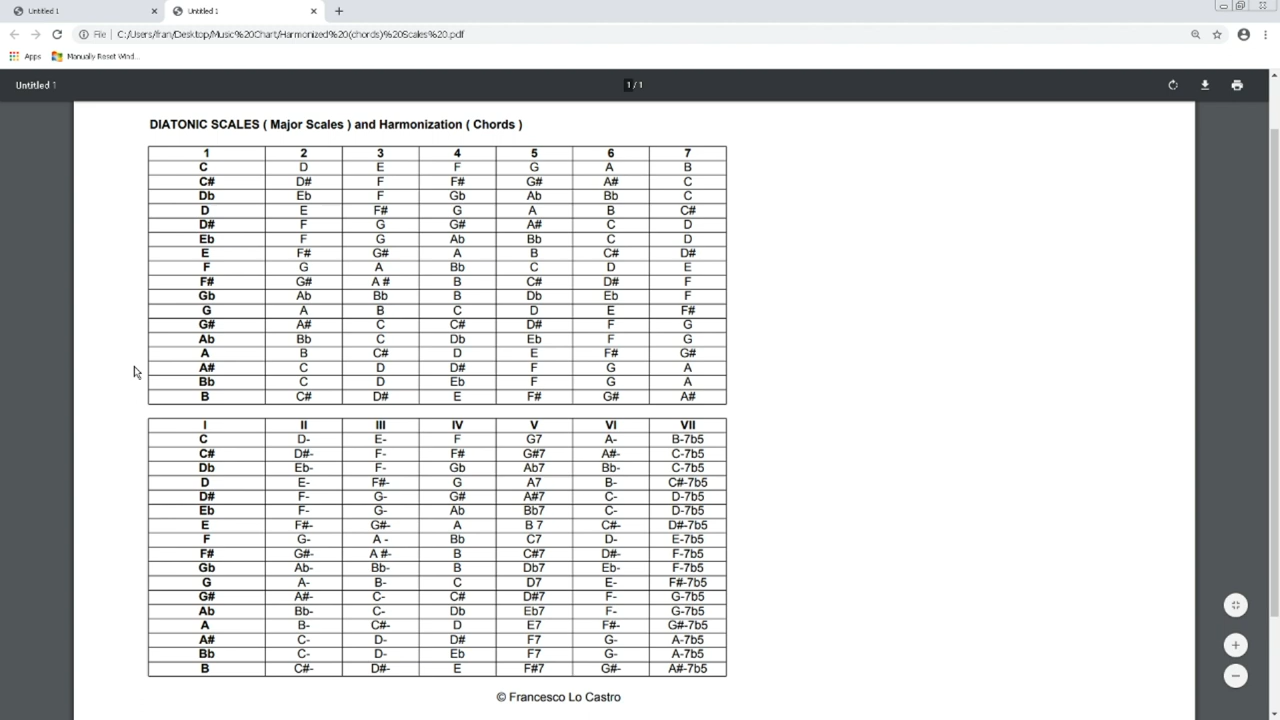 Untitled 1 Untitled 1
File C:/Users/fran/Desktop/Music%20Chart/Harmonized%20(chords)%20Scales%20.pdf
Apps Manually Reset Wind...
Untitled 1 1 / 1
DIATONIC SCALES ( Major Scales ) and Harmonization ( Chords )
1 2 3 4 5 6 7
C D E F G A B
C# D# F F# G# A# C
Db Eb F Gb Ab Bb C
D E F# G A B C#
D# F G G# A# C D
Eb F G Ab Bb C D
E F# G# A B C# D#
F G A Bb C D E
F# G# A # B C# D# F
Gb Ab Bb B Db Eb F
G A B C D E F#
G# A# C C# D# F G
Ab Bb C Db Eb F G
A B C# D E F# G#
A# C D D# F G A
Bb C D Eb F G A
B C# D# E F# G# A#
I II III IV V VI VII
C D- E- F G7 A- B-7b5
C# D#- F- F# G#7 A#- C-7b5
Db Eb- F- Gb Ab7 Bb- C-7b5
D E- F#- G A7 B- C#-7b5
D# F- G- G# A#7 C- D-7b5
Eb F- G- Ab Bb7 C- D-7b5
E F#- G#- A B 7 C#- D#-7b5
F G- A - Bb C7 D- E-7b5
F# G#- A #- B C#7 D#- F-7b5
Gb Ab- Bb- B Db7 Eb- F-7b5
G A- B- C D7 E- F#-7b5
G# A#- C- C# D#7 F- G-7b5
Ab Bb- C- Db Eb7 F- G-7b5
A B- C#- D E7 F#- G#-7b5
A# C- D- D# F7 G- A-7b5
Bb C- D- Eb F7 G- A-7b5
B C#- D#- E F#7 G#- A#-7b5
© Francesco Lo Castro